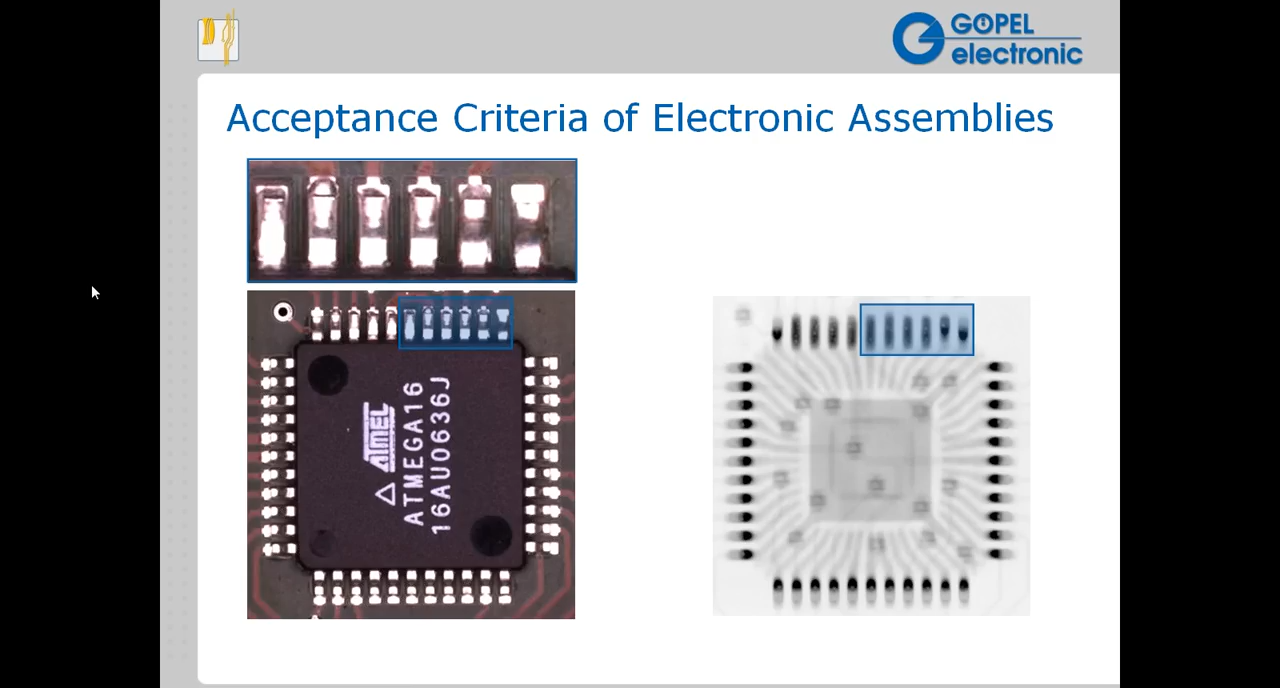 GÖPEL
electronic
Acceptance Criteria of Electronic Assemblies
ATMEL
ATMEGA16
16AU0636J